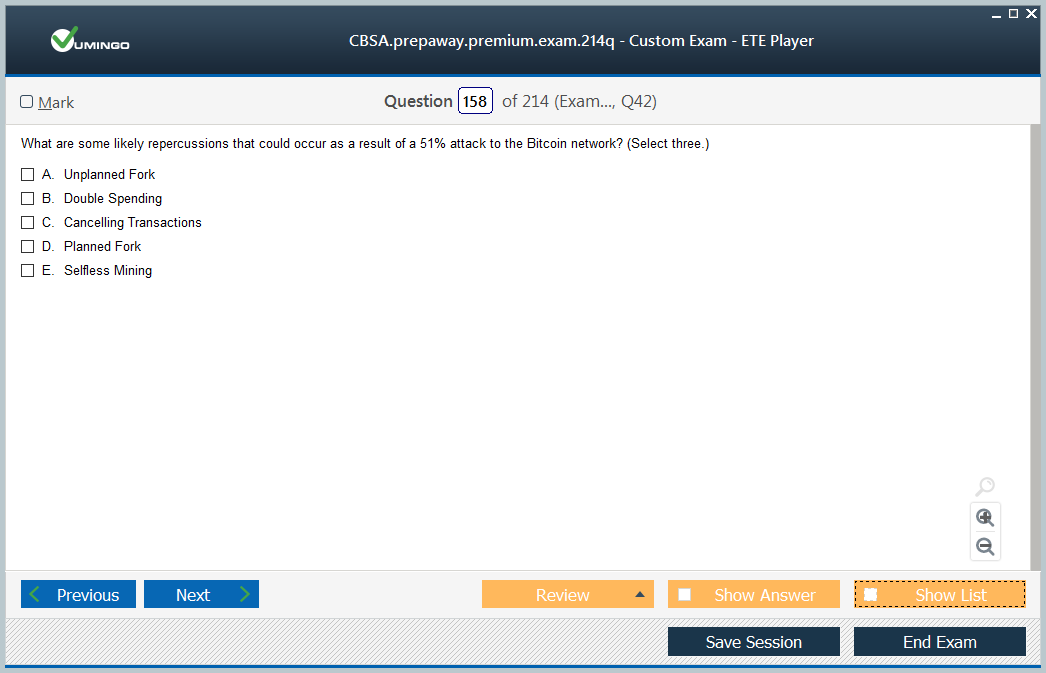 VUMINGO
CBSA.prepaway.premium.exam.214q - Custom Exam - ETE Player
Mark
Question 158 of 214 (Exam..., Q42)
What are some likely repercussions that could occur as a result of a 51% attack to the Bitcoin network? (Select three.)
A. Unplanned Fork
B. Double Spending
C. Cancelling Transactions
D. Planned Fork
E. Selfless Mining
Previous Next Review Show Answer Show List
Save Session End Exam